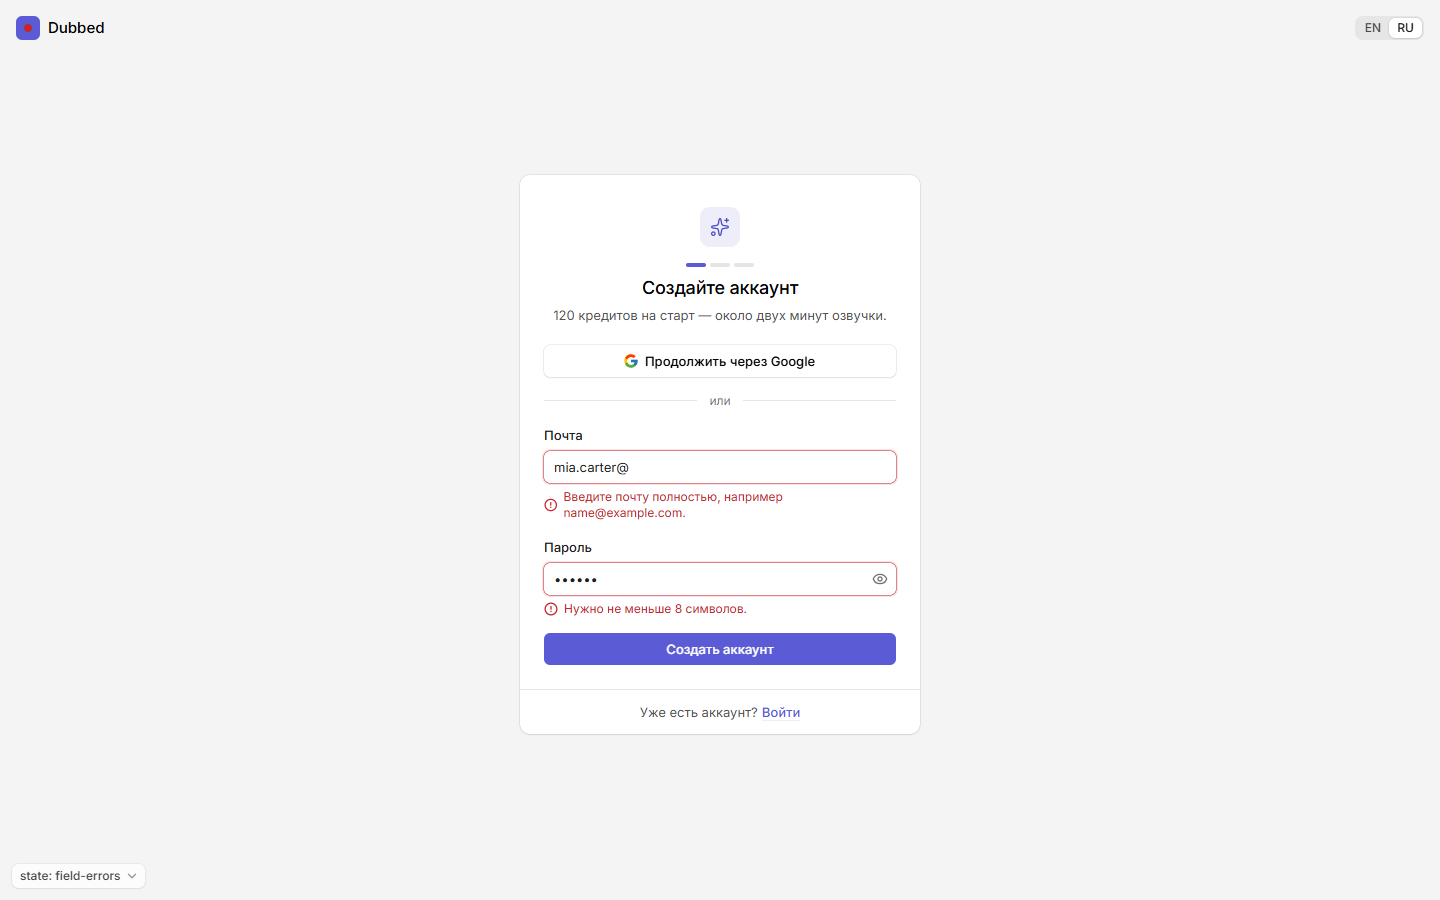 Dubbed
EN RU
Создайте аккаунт
120 кредитов на старт — около двух минут озвучки.
Продолжить через Google
или
Почта
mia.carter@
Введите почту полностью, например
name@example.com.
Пароль
••••••
Нужно не меньше 8 символов.
Создать аккаунт
Уже есть аккаунт? Войти
state: field-errors